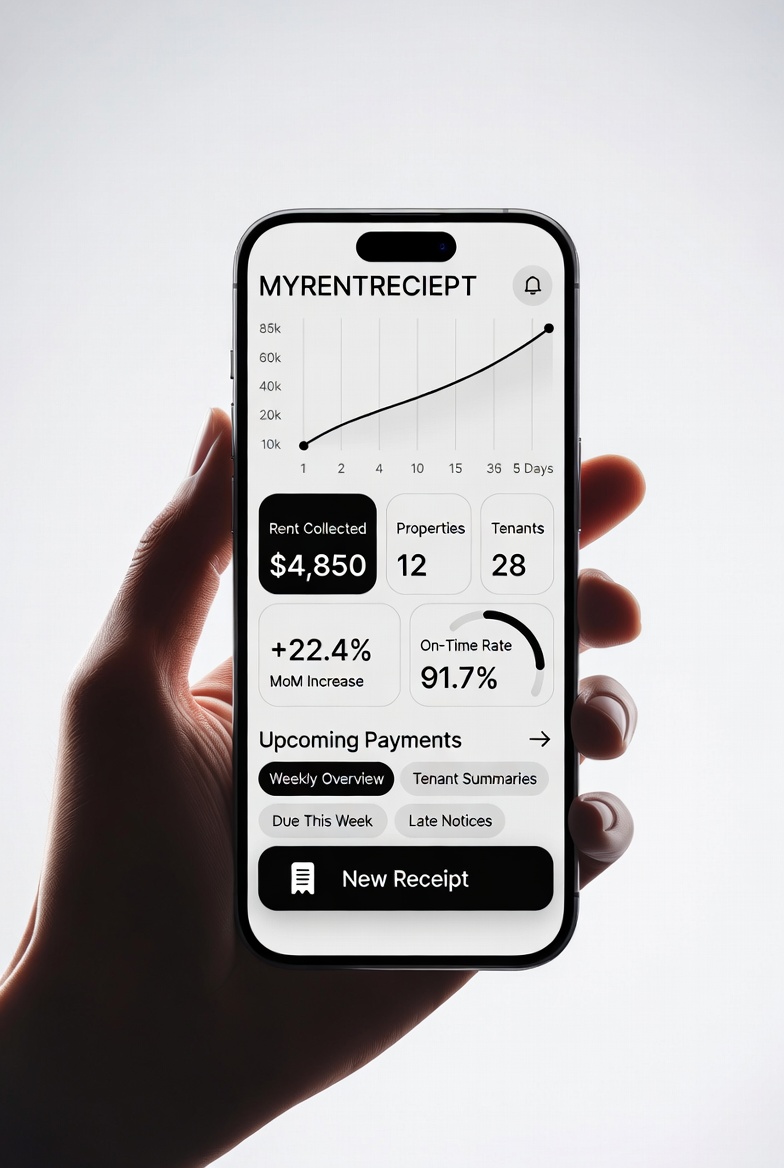 MYRENTRECIEPT
85k
60k
40k
20k
10k
1 2 4 10 15 36 5 Days
Rent Collected
$4,850
Properties
12
Tenants
28
+22.4%
MoM Increase
On-Time Rate
91.7%
Upcoming Payments
Weekly Overview
Tenant Summaries
Due This Week
Late Notices
New Receipt